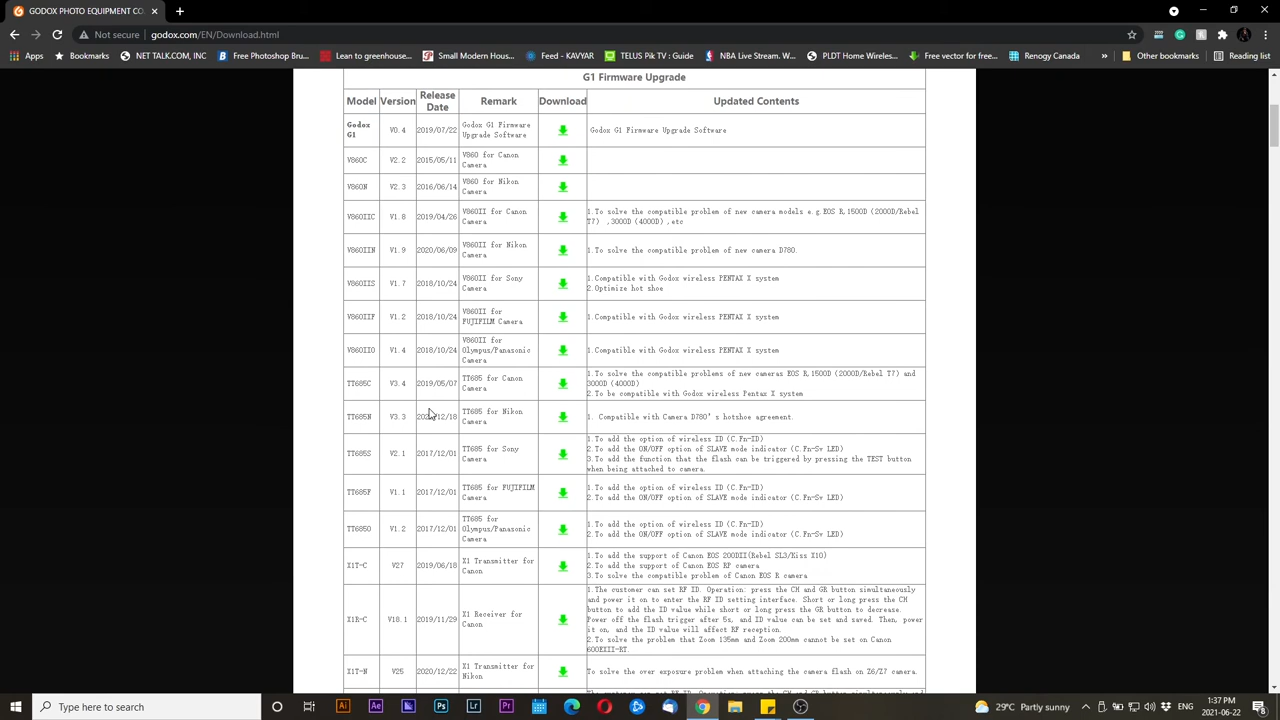 GODOX PHOTO EQUIPMENT CO.
Not secure godox.com/EN/Download.html
Apps Bookmarks NET TALK.COM, INC Free Photoshop Brus... Lean to greenhouse... Small Modern Hous... Feed - KAVYAR TELUS Pik TV : Guide NBA Live Stream. W... PLDT Home Wireles... Free vector for free... Renogy Canada » Other bookmarks Reading list
G1 Firmware Upgrade
Model Version Release Date Remark Download Updated Contents
Godox G1 V0.4 2019/07/22 Godox G1 Firmware Upgrade Software Godox G1 Firmware Upgrade Software
V860C V2.2 2015/05/11 V860 for Canon Camera
V860N V2.3 2016/06/14 V860 for Nikon Camera
V860IIC V1.8 2019/04/26 V860II for Canon Camera 1.To solve the compatible problem of new camera models e.g.EOS R,1500D (2000D/Rebel T7) ,3000D (4000D),etc
V860IIN V1.9 2020/06/09 V860II for Nikon Camera 1.To solve the compatible problem of new camera D780.
V860IIS V1.7 2018/10/24 V860II for Sony Camera 1.Compatible with Godox wireless PENTAX X system
2.Optimize hot shoe
V860IIF V1.2 2018/10/24 V860II for FUJIFILM Camera 1.Compatible with Godox wireless PENTAX X system
V860IIO V1.4 2018/10/24 V860II for Olympus/Panasonic Camera 1.Compatible with Godox wireless PENTAX X system
TT685C V3.4 2019/05/07 TT685 for Canon Camera 1.To solve the compatible problems of new cameras EOS R,1500D (2000D/Rebel T7) and 3000D (4000D)
2.To be compatible with Godox wireless Pentax X system
TT685N V3.3 TT685 for Nikon Camera 1. Compatible with Camera D780's hotshoe agreement.
TT685S V2.1 2017/12/01 TT685 for Sony Camera 1.To add the option of wireless ID (C.Fn-ID)
2.To add the ON/OFF option of SLAVE mode indicator (C.Fn-Sv LED)
3.To add the function that the flash can be triggered by pressing the TEST button when being attached to camera.
TT685F V1.1 2017/12/01 TT685 for FUJIFILM Camera 1.To add the option of wireless ID (C.Fn-ID)
2.To add the ON/OFF option of SLAVE mode indicator (C.Fn-Sv LED)
TT685O V1.2 2017/12/01 TT685 for Olympus/Panasonic Camera 1.To add the option of wireless ID (C.Fn-ID)
2.To add the ON/OFF option of SLAVE mode indicator (C.Fn-Sv LED)
X1T-C V27 2019/06/18 X1 Transmitter for Canon 1.To add the support of Canon EOS 200DII(Rebel SL3/Kiss X10)
2.To add the support of Canon EOS RP camera
3.To solve the compatible problem of Canon EOS R camera
X1R-C V18.1 2019/11/29 X1 Receiver for Canon 1.The customer can set RF ID. Operation: press the CH and GR button simultaneously
and power it on to enter the RF ID setting interface. Short or long press the CH
button to add the ID value while short or long press the GR button to decrease.
Power off the flash trigger after 5s, and ID value can be set and saved. Then, power
it on, and the ID value will affect RF reception.
2.To solve the problem that Zoom 135mm and Zoom 200mm cannot be set on Canon
600EXII-RT.
X1T-N V25 2020/12/22 X1 Transmitter for Nikon To solve the over exposure problem when attaching the camera flash on Z6/Z7 camera.
Type here to search 29°C Partly sunny ENG 1:37 PM
2021-06-22